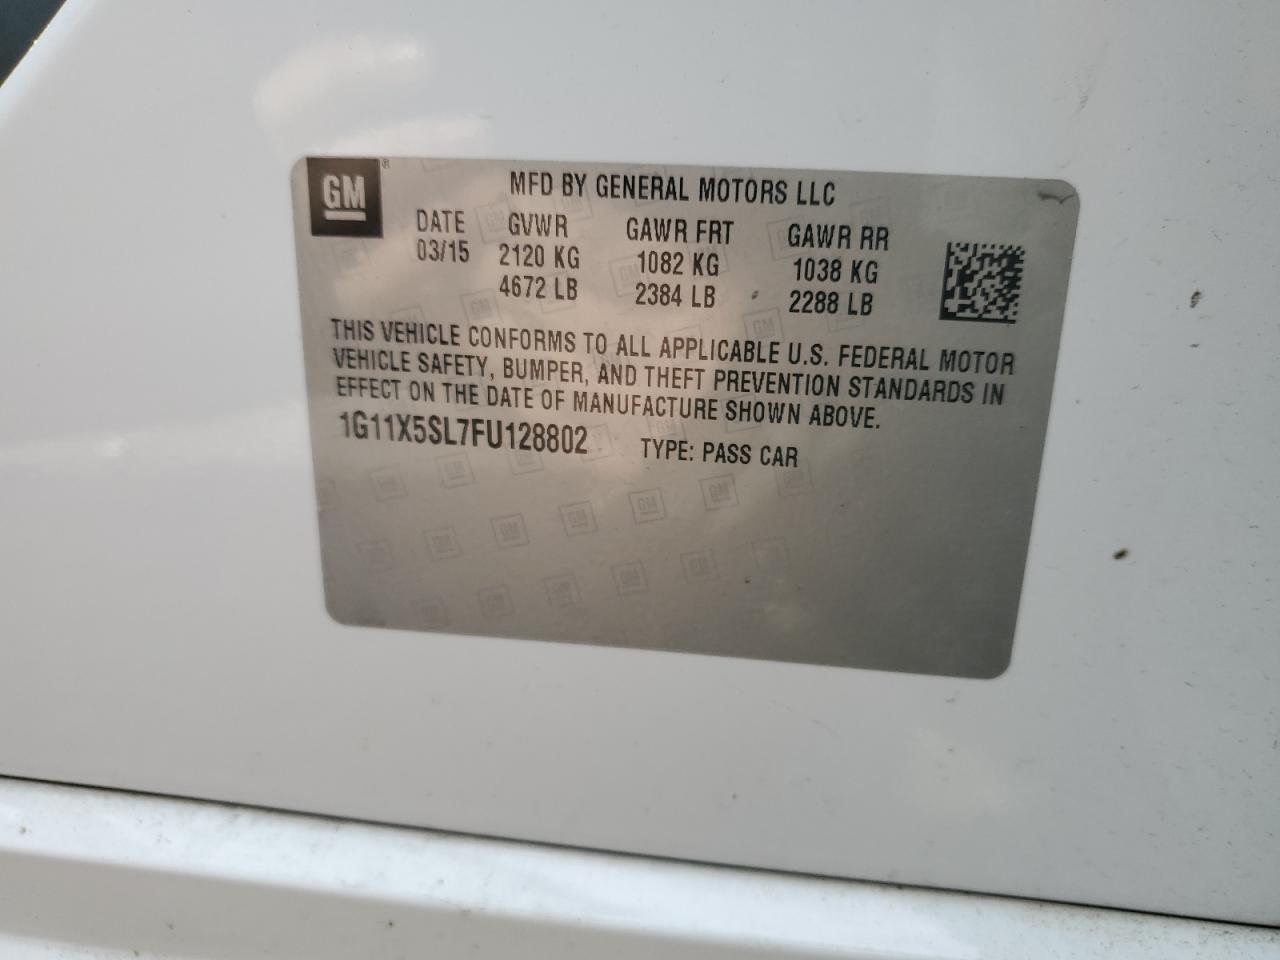 GM ®
MFD BY GENERAL MOTORS LLC
DATE GVWR GAWR FRT GAWR RR
03/15 2120 KG 1082 KG 1038 KG
4672 LB 2384 LB 2288 LB
THIS VEHICLE CONFORMS TO ALL APPLICABLE U.S. FEDERAL MOTOR
VEHICLE SAFETY, BUMPER, AND THEFT PREVENTION STANDARDS IN
EFFECT ON THE DATE OF MANUFACTURE SHOWN ABOVE.
1G11X5SL7FU128802 TYPE: PASS CAR